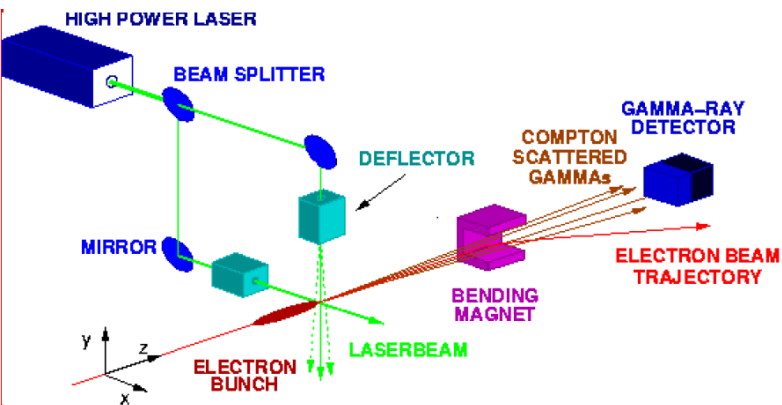 HIGH POWER LASER
BEAM SPLITTER
GAMMA–RAY
DETECTOR
COMPTON
SCATTERED
GAMMAs
DEFLECTOR
MIRROR
ELECTRON BEAM
TRAJECTORY
BENDING
MAGNET
y
z
x
LASERBEAM
ELECTRON
BUNCH